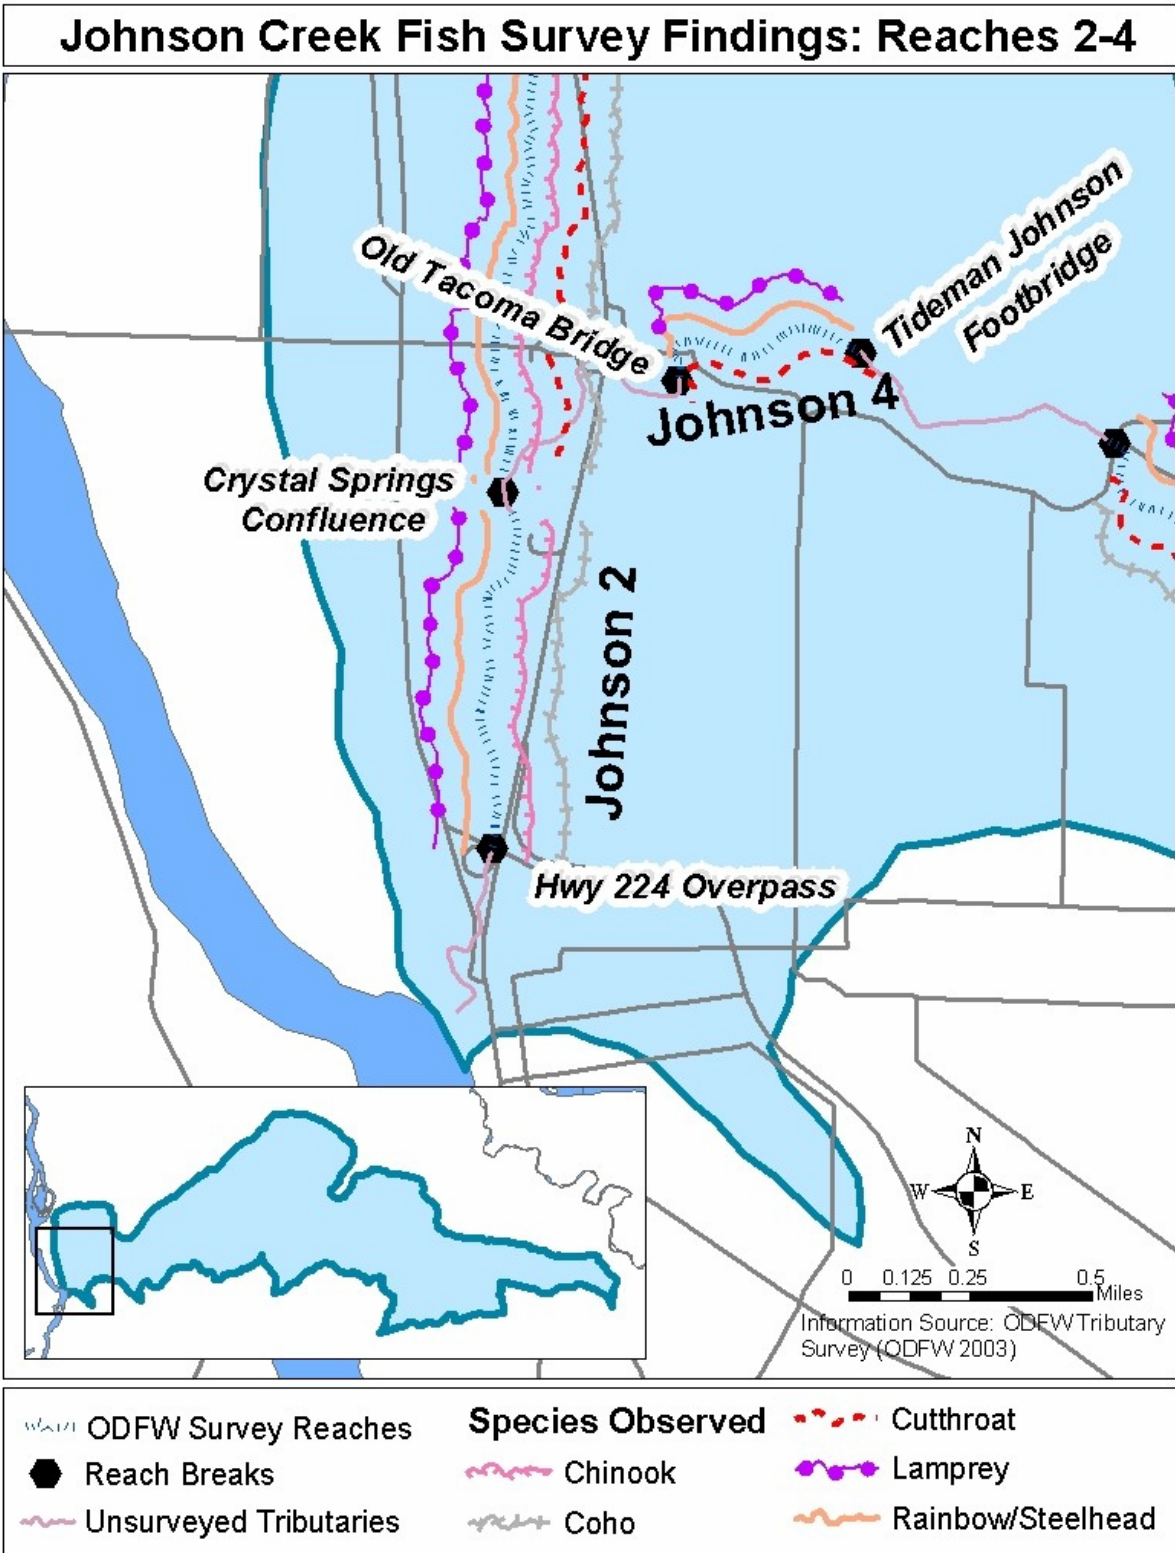 Johnson Creek Fish Survey Findings: Reaches 2-4
Tideman Johnson
Footbridge
Old Tacoma Bridge
Johnson 4
Crystal Springs
Confluence
Johnson 2
Hwy 224 Overpass
N
W E
S
0 0.125 0.25 0.5
Miles
Information Source: ODFW Tributary
Survey (ODFW 2003)
ODFW Survey Reaches
Reach Breaks
Unsurveyed Tributaries
Species Observed
Chinook
Coho
Cutthroat
Lamprey
Rainbow/Steelhead